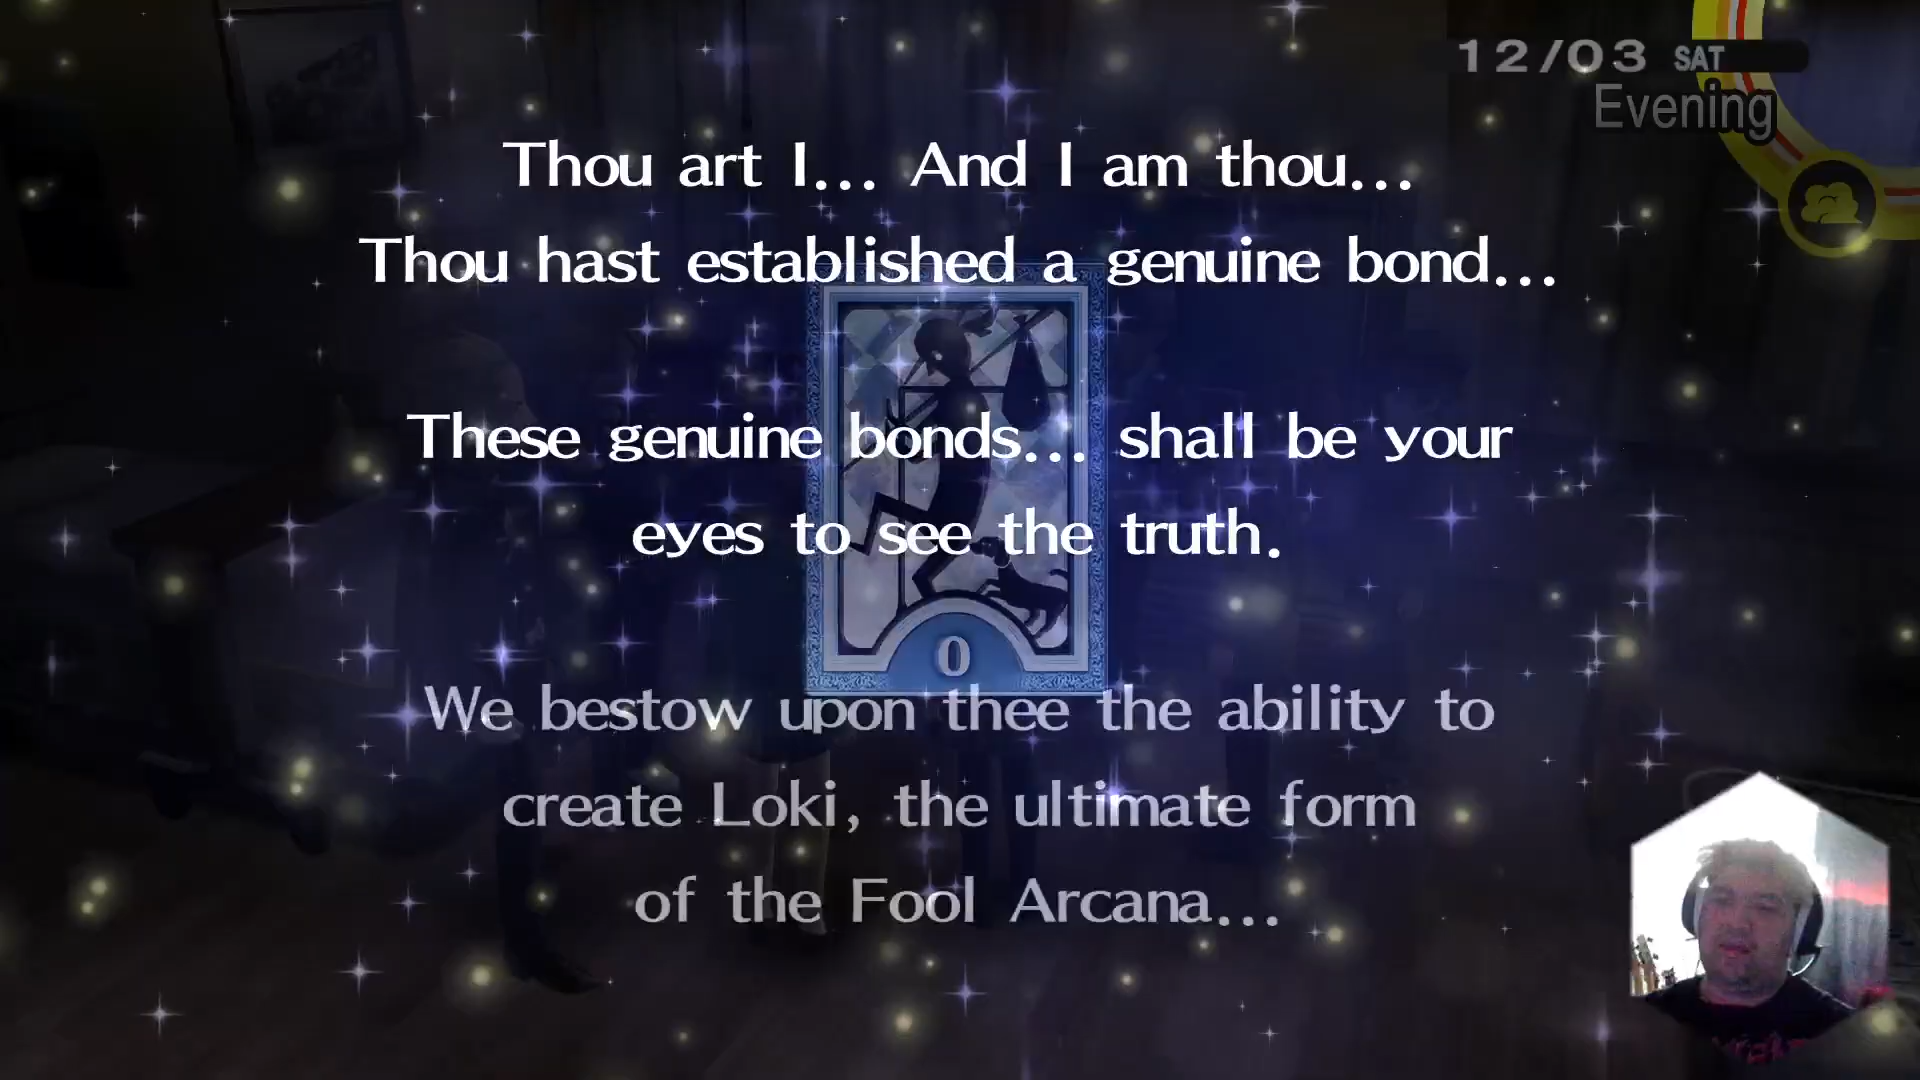 12/03 SAT
Evening
Thou art I... And I am thou...
Thou hast established a genuine bond...
These genuine bonds... shall be your
eyes to see the truth.
0
We bestow upon thee the ability to
create Loki, the ultimate form
of the Fool Arcana...